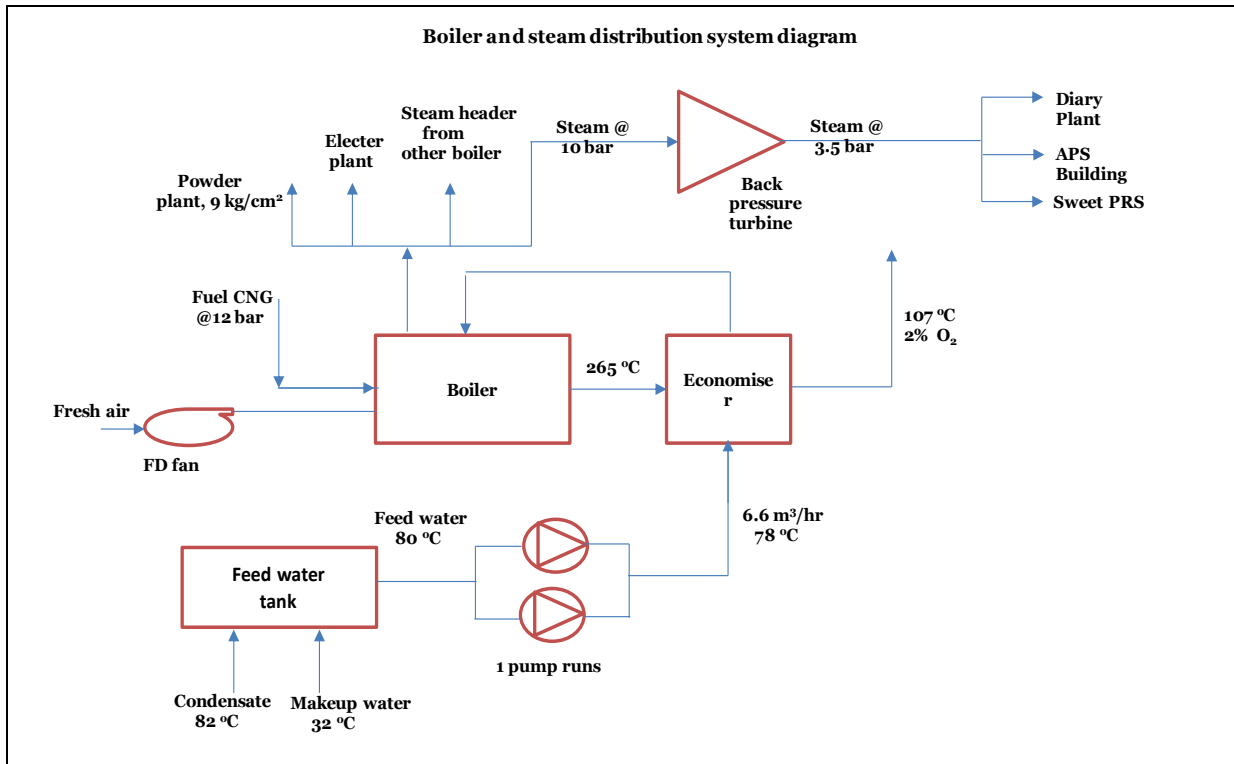 Boiler and steam distribution system diagram
Powder
plant, 9 kg/cm²
Electer
plant
Steam header
from
other boiler
Steam @
10 bar
Back
pressure
turbine
Steam @
3.5 bar
Diary
Plant
APS
Building
Sweet PRS
Fuel CNG
@12 bar
Fresh air
FD fan
Boiler
265 ºC
Economise
r
107 ºC
2% O₂
Feed water
tank
Feed water
80 ºC
6.6 m³/hr
78 ºC
1 pump runs
Condensate
82 ºC
Makeup water
32 ºC